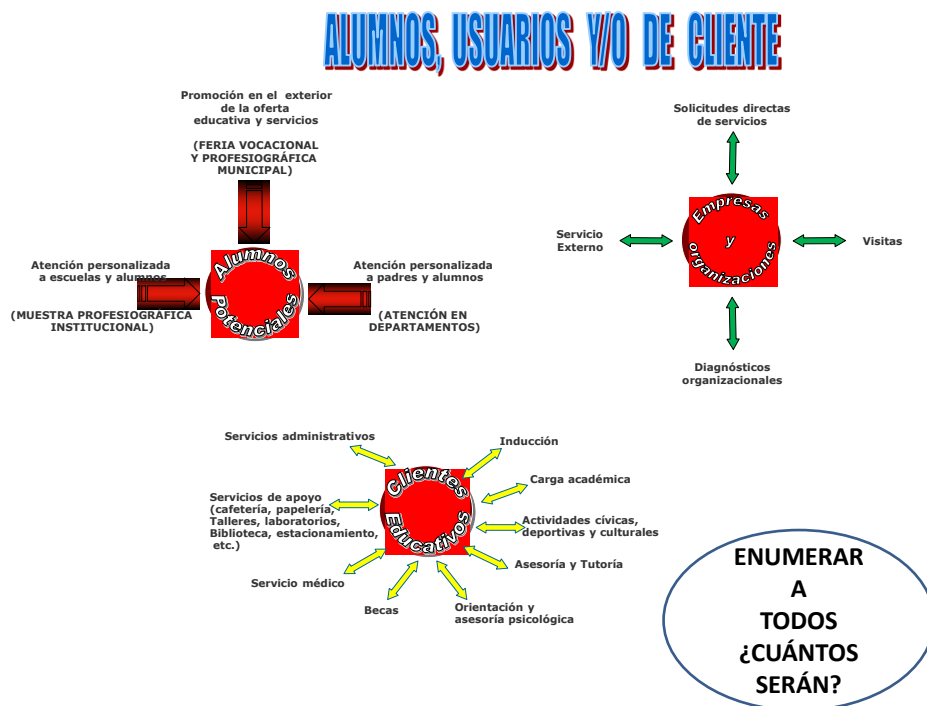 ALUMNOS, USUARIOS Y/O DE CLIENTE
Promoción en el exterior
de la oferta
educativa y servicios
(FERIA VOCACIONAL
Y PROFESIOGRÁFICA
MUNICIPAL)
Atención personalizada
a escuelas y alumnos
(MUESTRA PROFESIOGRAFICA
INSTITUCIONAL)
Alumnos
Potenciales
Atención personalizada
a padres y alumnos
(ATENCIÓN EN
DEPARTAMENTOS)
Solicitudes directas
de servicios
Servicio
Externo
Empresas
y
organizaciones
Visitas
Diagnósticos
organizacionales
Servicios administrativos
Servicios de apoyo
(cafetería, papelería,
Talleres, laboratorios,
Biblioteca, estacionamiento,
etc.)
Servicio médico
Becas
Clientes
Educativos
Inducción
Carga académica
Actividades cívicas,
deportivas y culturales
Asesoría y Tutoría
Orientación y
asesoría psicológica
ENUMERAR
A
TODOS
¿CUÁNTOS
SERÁN?